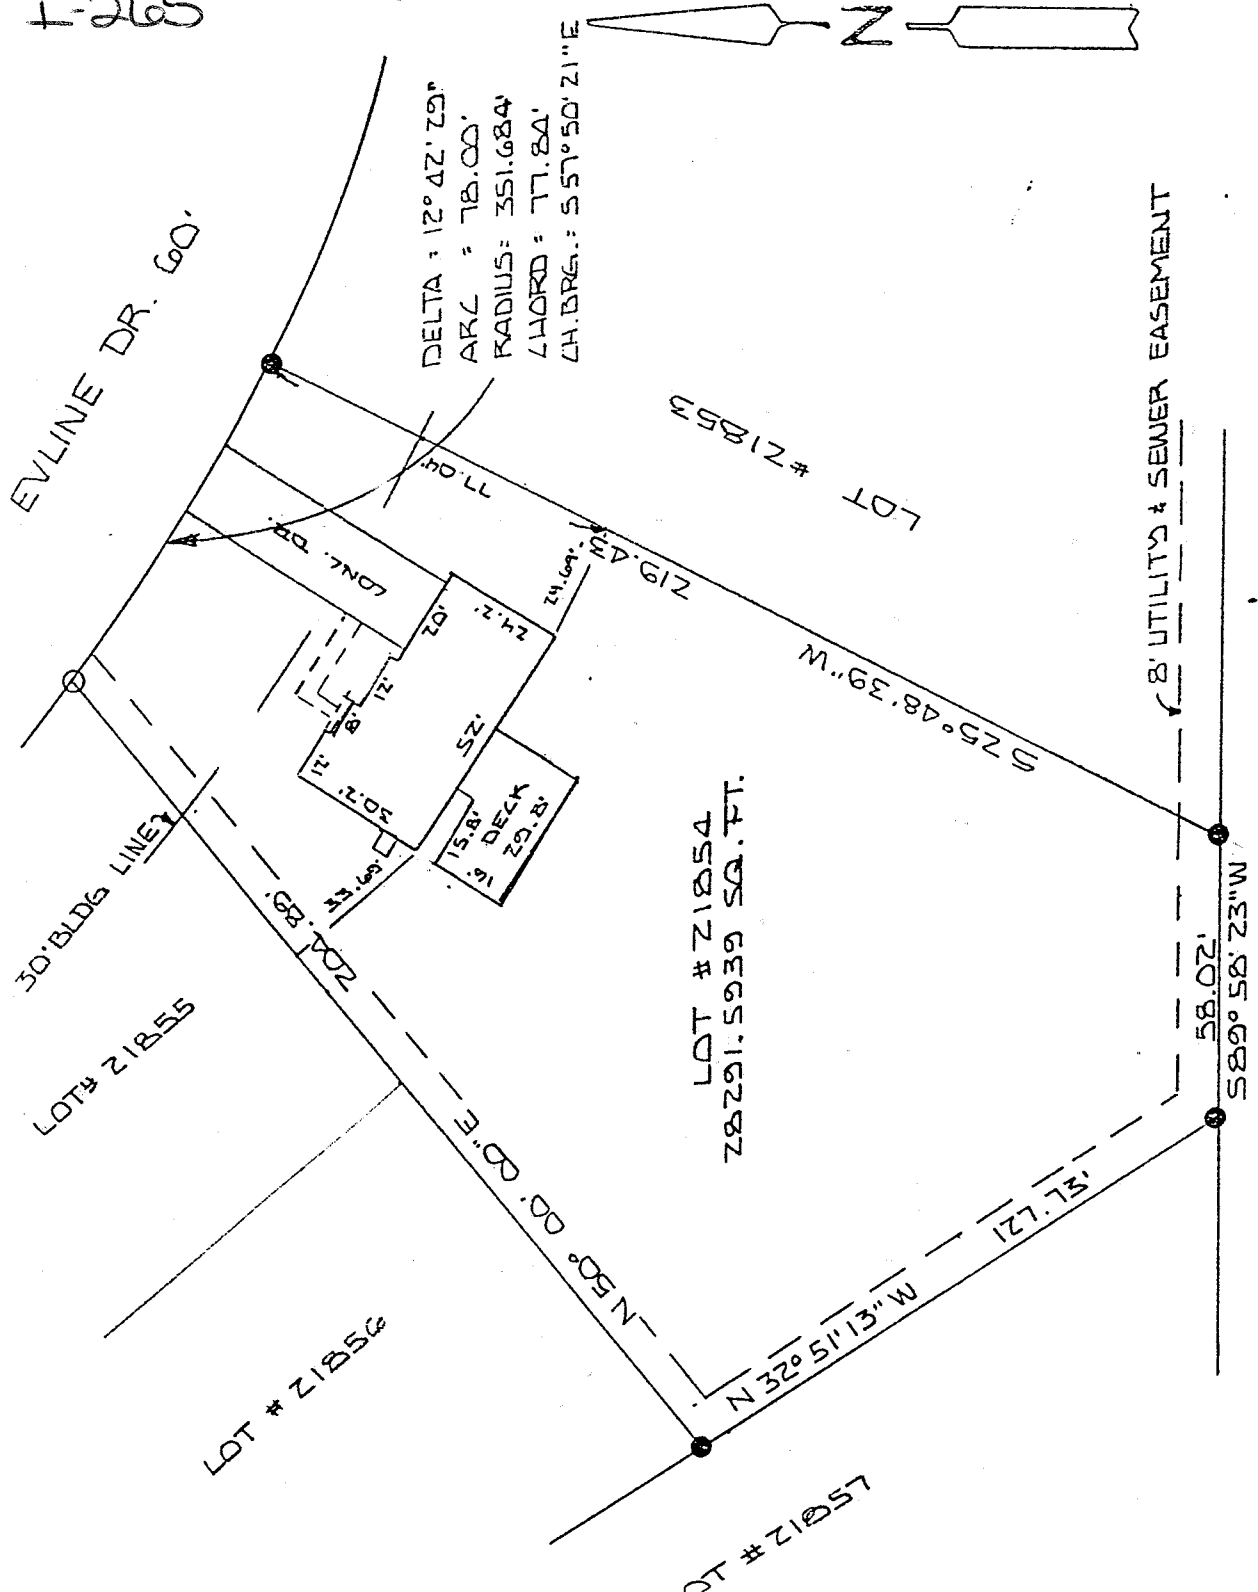 I-265
N
EVLINE DR. 60'
DELTA = 12° 42' 29"
ARC = 78.00'
RADIUS = 351.684'
CHORD = 77.84'
CH. BRG. = S 57° 50' 21" E
CONC. DR.
77.04'
24.69'
219.43'
S 25° 48' 39" W
LOT #21853
20'
24.2'
12'
8'
12'
30.2'
52'
15.8'
16'
DECK
29.8'
33.69'
30' BLDG LINE
204.89'
N 50° 00' 00" E
LOT # 21855
LOT # 21856
LOT # 21854
28291.5939 SQ. FT.
8' UTILITY & SEWER EASEMENT
58.02'
S 89° 58' 23" W
127.73'
N 32° 51' 13" W
OT # 21857